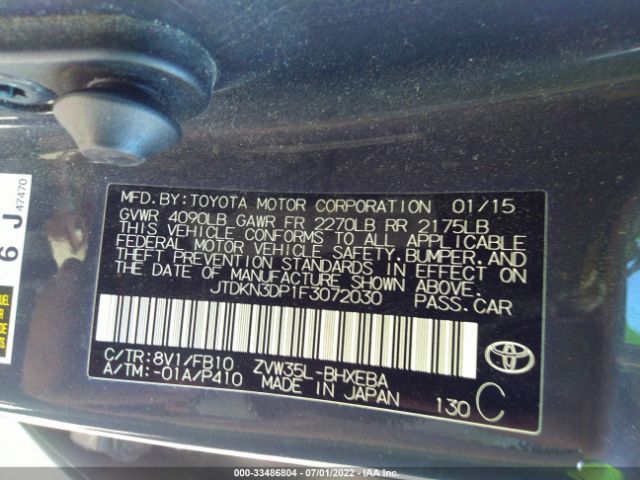 MFD. BY: TOYOTA MOTOR CORPORATION 01/15
GVWR 4090LB GAWR FR 2270LB RR 2175LB
THIS VEHICLE CONFORMS TO ALL APPLICABLE
FEDERAL MOTOR VEHICLE SAFETY, BUMPER, AND
THEFT PREVENTION STANDARDS IN EFFECT ON
THE DATE OF MANUFACTURE SHOWN ABOVE.
JTDKN3DP1F3072030 PASS. CAR
C/TR: 8V1/FB10 ZVW35L-BHXEBA
A/TM: -01A/P410 MADE IN JAPAN 130 C
6 J 47470
FUEL
000-33486804 - 07/01/2022 - IAA Inc.